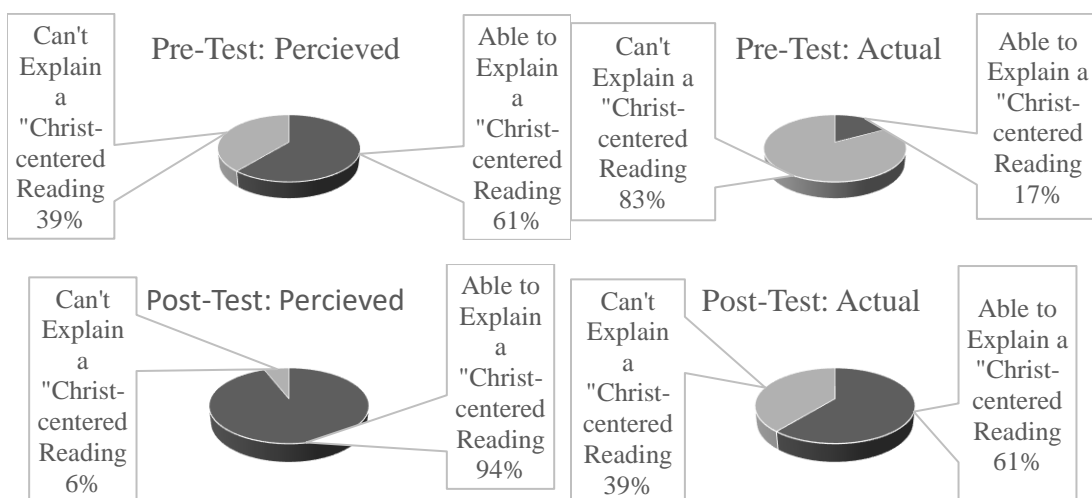 Pre-Test: Percieved
Can't
Explain
a
"Christ-
centered
Reading
39%
Able to
Explain
a
"Christ-
centered
Reading
61%
Pre-Test: Actual
Can't
Explain a
"Christ-
centered
Reading
83%
Able to
Explain a
"Christ-
centered
Reading
17%
Post-Test: Percieved
Can't
Explain
a
"Christ-
centered
Reading
6%
Able to
Explain
a
"Christ-
centered
Reading
94%
Post-Test: Actual
Can't
Explain a
"Christ-
centered
Reading
39%
Able to
Explain a
"Christ-
centered
Reading
61%